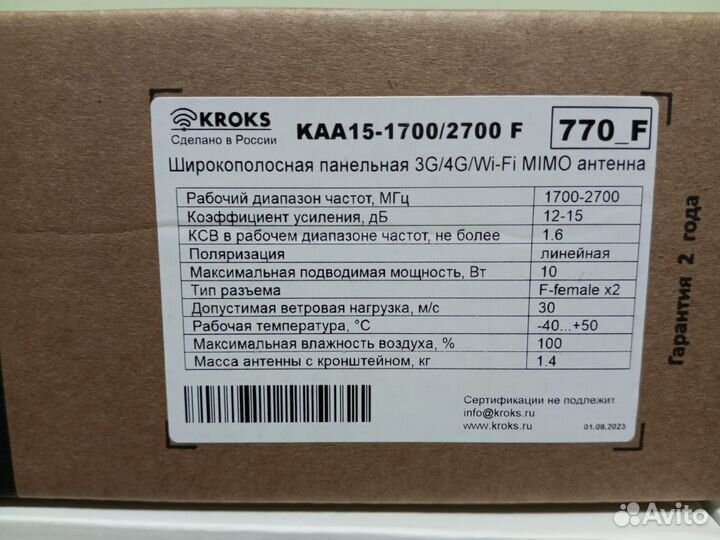 KROKS
Сделано в России
KAA15-1700/2700 F
770_F
Широкополосная панельная 3G/4G/Wi-Fi MIMO антенна
Рабочий диапазон частот, МГц 1700-2700
Коэффициент усиления, дБ 12-15
КСВ в рабочем диапазоне частот, не более 1.6
Поляризация линейная
Максимальная подводимая мощность, Вт 10
Тип разъема F-female x2
Допустимая ветровая нагрузка, м/с 30
Рабочая температура, °С -40...+50
Максимальная влажность воздуха, % 100
Масса антенны с кронштейном, кг 1.4
Сертификации не подлежит
info@kroks.ru
www.kroks.ru
01.09.2023
Гарантия 2 года
Avito